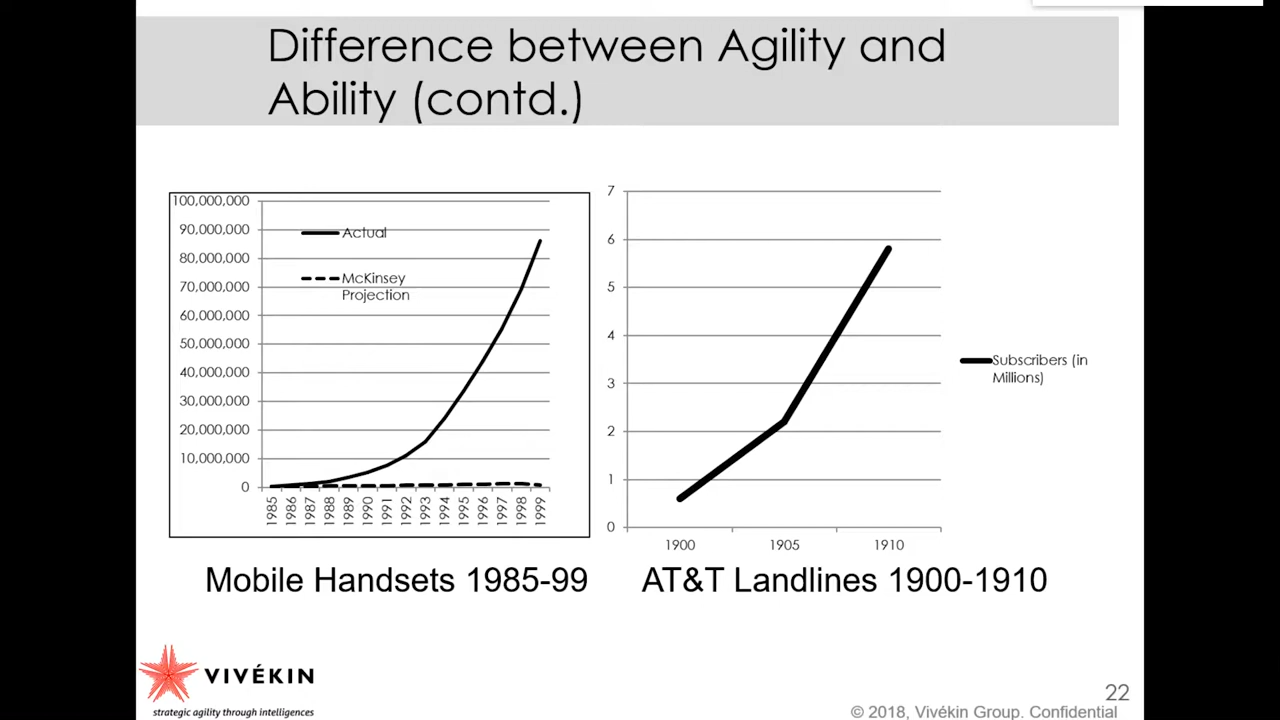 Difference between Agility and
Ability (contd.)
100,000,000
90,000,000
80,000,000
70,000,000
60,000,000
50,000,000
40,000,000
30,000,000
20,000,000
10,000,000
0
Actual
McKinsey
Projection
1985
1986
1987
1988
1989
1990
1991
1992
1993
1994
1995
1996
1997
1998
1999
Mobile Handsets 1985-99
7
6
5
4
3
2
1
0
1900 1905 1910
Subscribers (in
Millions)
AT&T Landlines 1900-1910
VIVÉKIN
strategic agility through intelligences
22
© 2018, Vivékin Group. Confidential